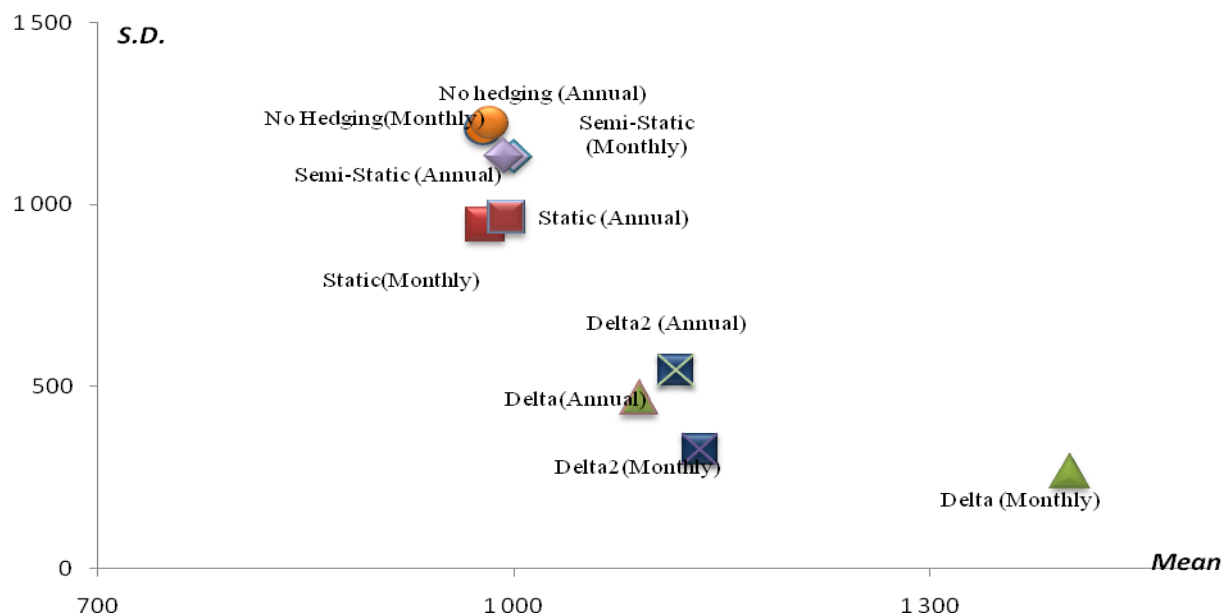 1 500
S.D.
No hedging (Annual)
No Hedging(Monthly)
Semi-Static
(Monthly)
Semi-Static (Annual)
1 000
Static (Annual)
Static(Monthly)
Delta2 (Annual)
500
Delta(Annual)
Delta2(Monthly)
Delta (Monthly)
0
Mean
700
1 000
1 300